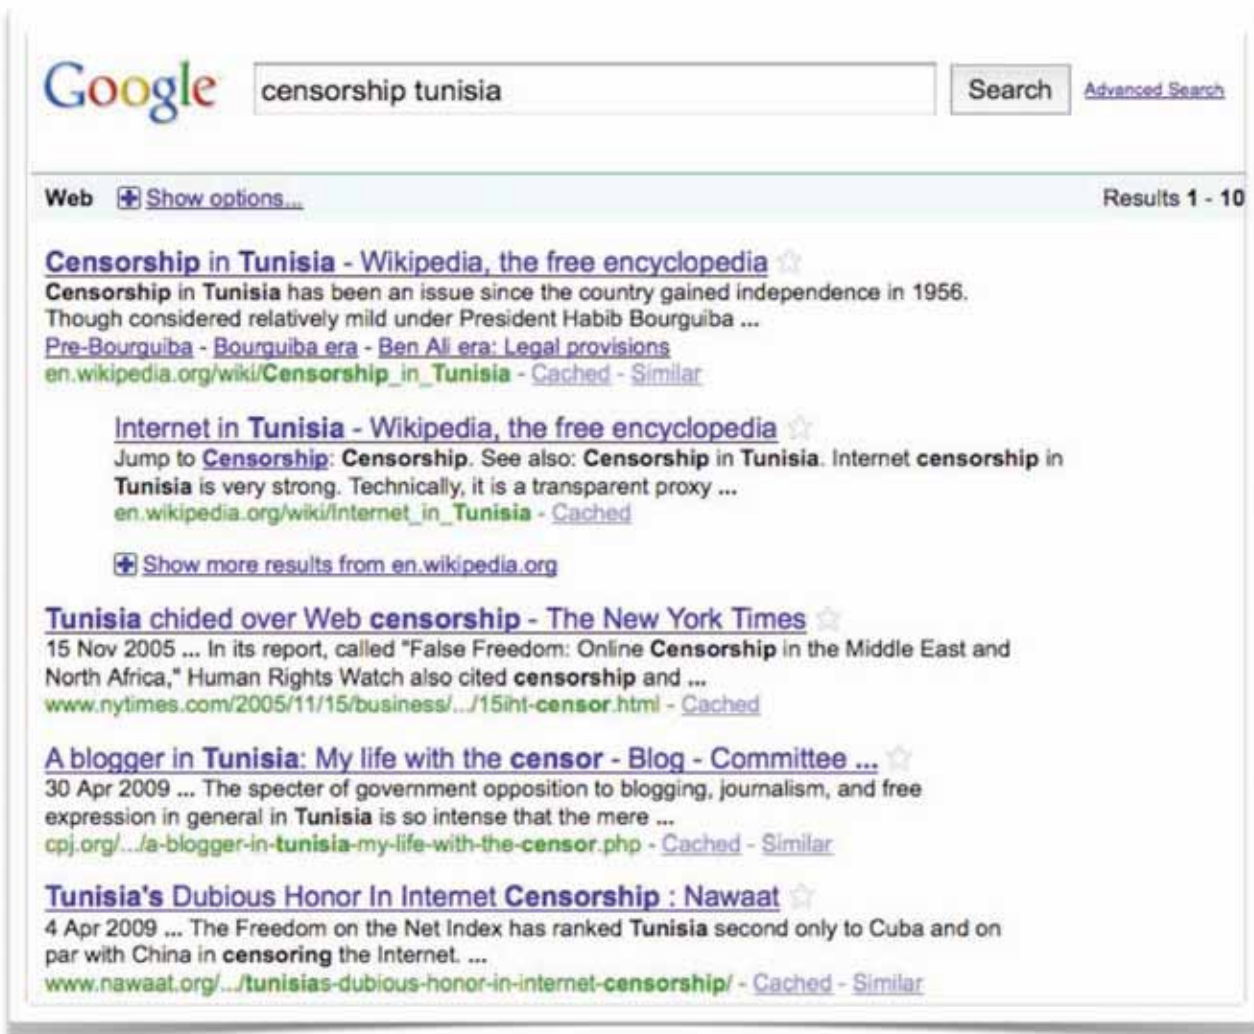 Google censorship tunisia Search Advanced Search
Web Show options... Results 1 - 10
Censorship in Tunisia - Wikipedia, the free encyclopedia
Censorship in Tunisia has been an issue since the country gained independence in 1956.
Though considered relatively mild under President Habib Bourguiba ...
Pre-Bourguiba - Bourguiba era - Ben Ali era: Legal provisions
en.wikipedia.org/wiki/Censorship_in_Tunisia - Cached - Similar
Internet in Tunisia - Wikipedia, the free encyclopedia
Jump to Censorship: Censorship. See also: Censorship in Tunisia. Internet censorship in
Tunisia is very strong. Technically, it is a transparent proxy ...
en.wikipedia.org/wiki/Internet_in_Tunisia - Cached
Show more results from en.wikipedia.org
Tunisia chided over Web censorship - The New York Times
15 Nov 2005 ... In its report, called "False Freedom: Online Censorship in the Middle East and
North Africa," Human Rights Watch also cited censorship and ...
www.nytimes.com/2005/11/15/business/.../15iht-censor.html - Cached
A blogger in Tunisia: My life with the censor - Blog - Committee ...
30 Apr 2009 ... The specter of government opposition to blogging, journalism, and free
expression in general in Tunisia is so intense that the mere ...
cpj.org/.../a-blogger-in-tunisia-my-life-with-the-censor.php - Cached - Similar
Tunisia's Dubious Honor In Internet Censorship : Nawaat
4 Apr 2009 ... The Freedom on the Net Index has ranked Tunisia second only to Cuba and on
par with China in censoring the Internet. ...
www.nawaat.org/.../tunisias-dubious-honor-in-internet-censorship/ - Cached - Similar